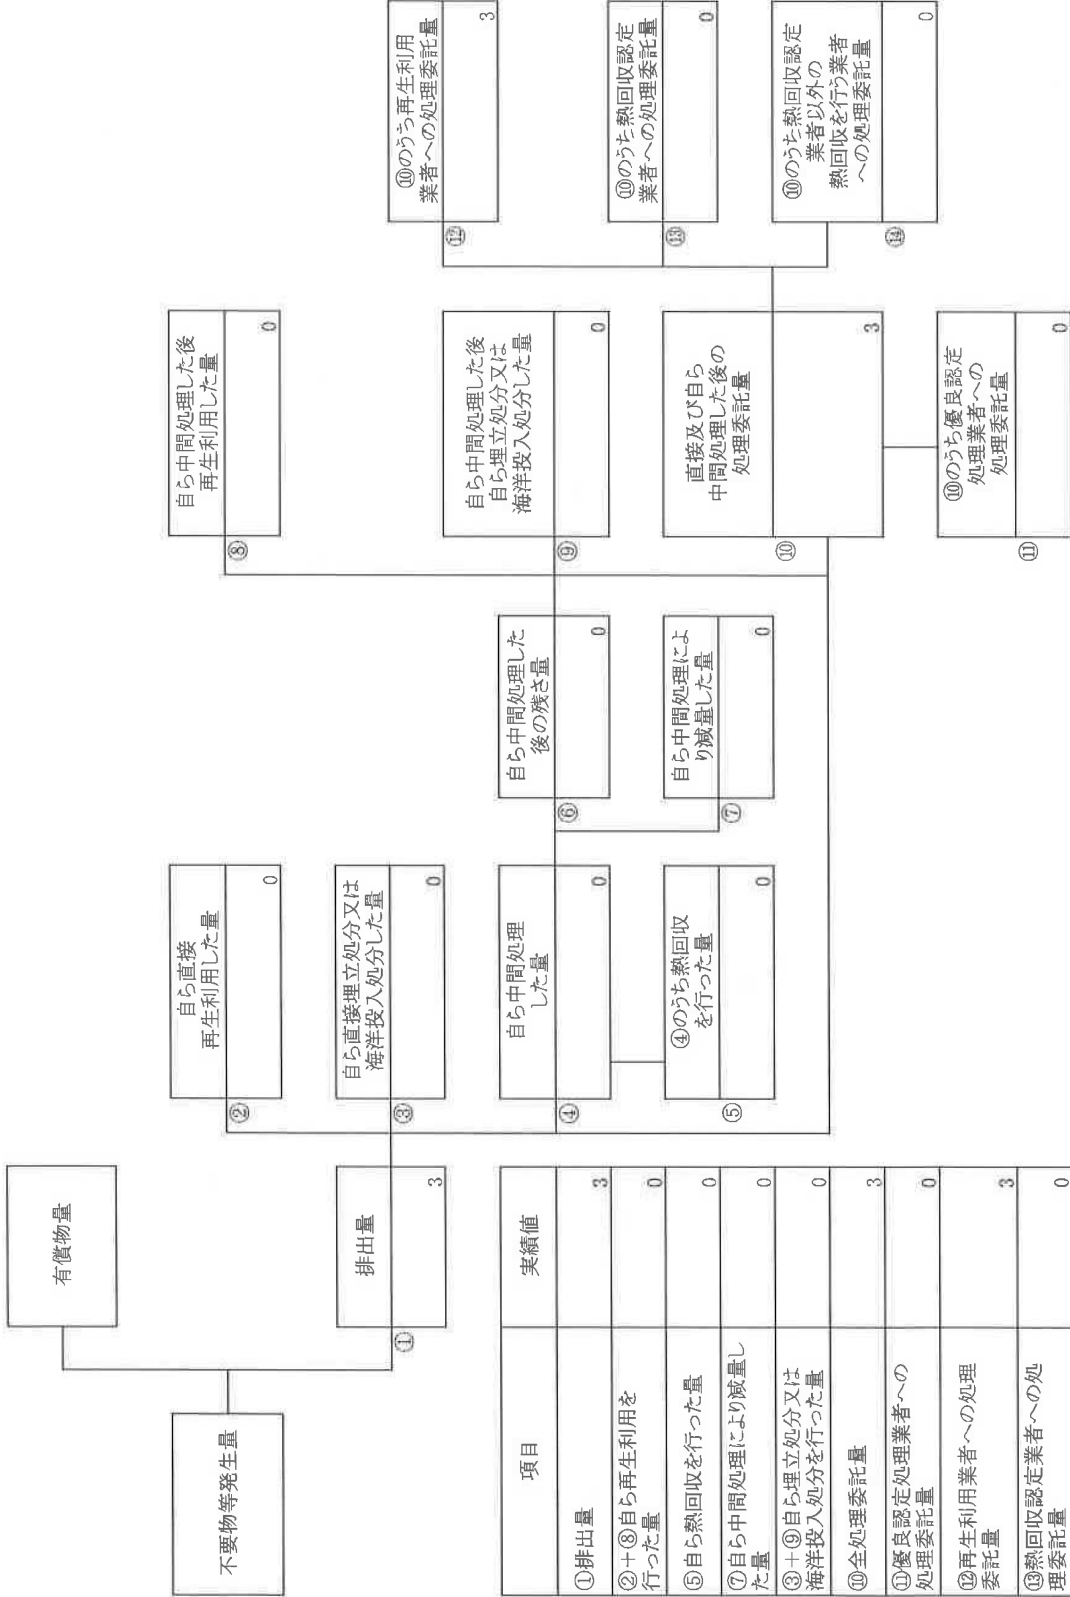 不要物等発生量
有償物量
排出量
①
3
自ら直接
再生利用した量
②
0
自ら直接埋立処分又は
海洋投入処分した量
③
0
自ら中間処理
した量
④
0
④のうち熱回収
を行った量
⑤
0
自ら中間処理した
後の残さ量
⑥
0
自ら中間処理によ
り減量した量
⑦
0
自ら中間処理した後
再生利用した量
⑧
0
自ら中間処理した後
自ら埋立処分又は
海洋投入処分した量
⑨
0
直接及び自ら
中間処理した後の
処理委託量
⑩
3
⑩のうち優良認定
処理業者への
処理委託量
⑪
0
⑩のうち再生利用
業者への処理委託量
⑫
3
⑩のうち熱回収認定
業者への処理委託量
⑬
0
⑩のうち熱回収認定
業者以外の
熱回収を行う業者
への処理委託量
⑭
0
項目 実績値
①排出量 3
②+⑧自ら再生利用を
行った量 0
⑤自ら熱回収を行った量 0
⑦自ら中間処理により減量し
た量 0
③+⑨自ら埋立処分又は
海洋投入処分を行った量 0
⑩全処理委託量 3
⑪優良認定処理業者への
処理委託量 0
⑫再生利用業者への処理
委託量 3
⑬熱回収認定業者への処
理委託量 0